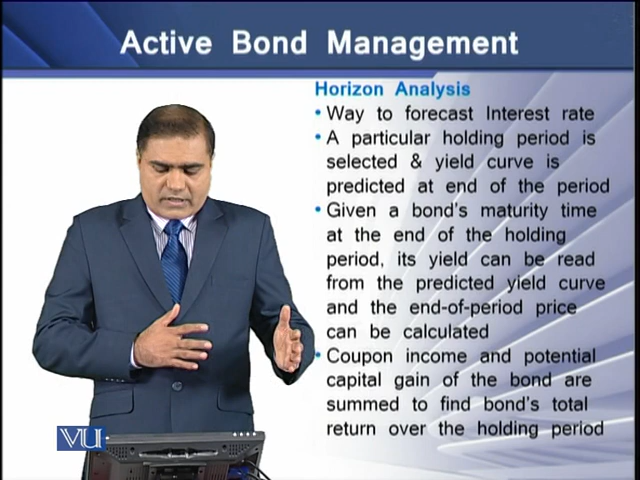 Active Bond Management
Horizon Analysis
• Way to forecast Interest rate
• A particular holding period is
selected & yield curve is
predicted at end of the period
• Given a bond's maturity time
at the end of the holding
period, its yield can be read
from the predicted yield curve
and the end-of-period price
can be calculated
• Coupon income and potential
capital gain of the bond are
summed to find bond's total
return over the holding period
VU